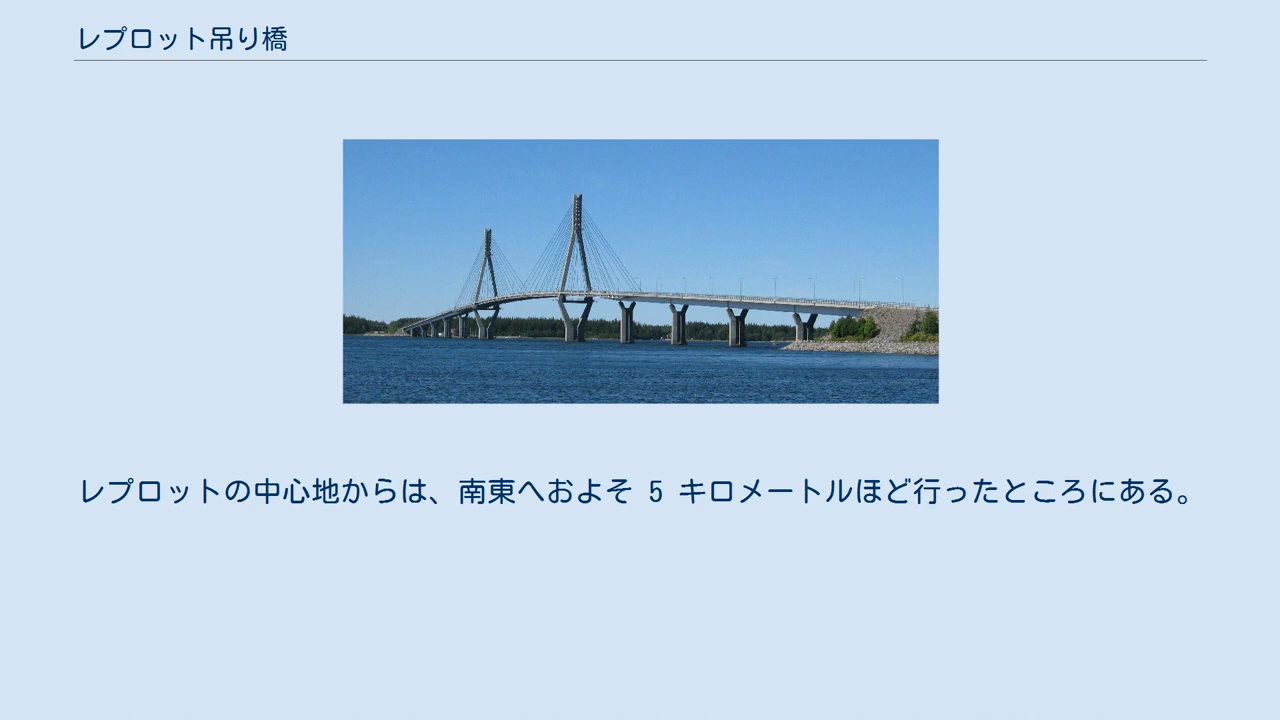 レプロット吊り橋
レプロットの中心地からは、南東へおよそ 5 キロメートルほど行ったところにある。